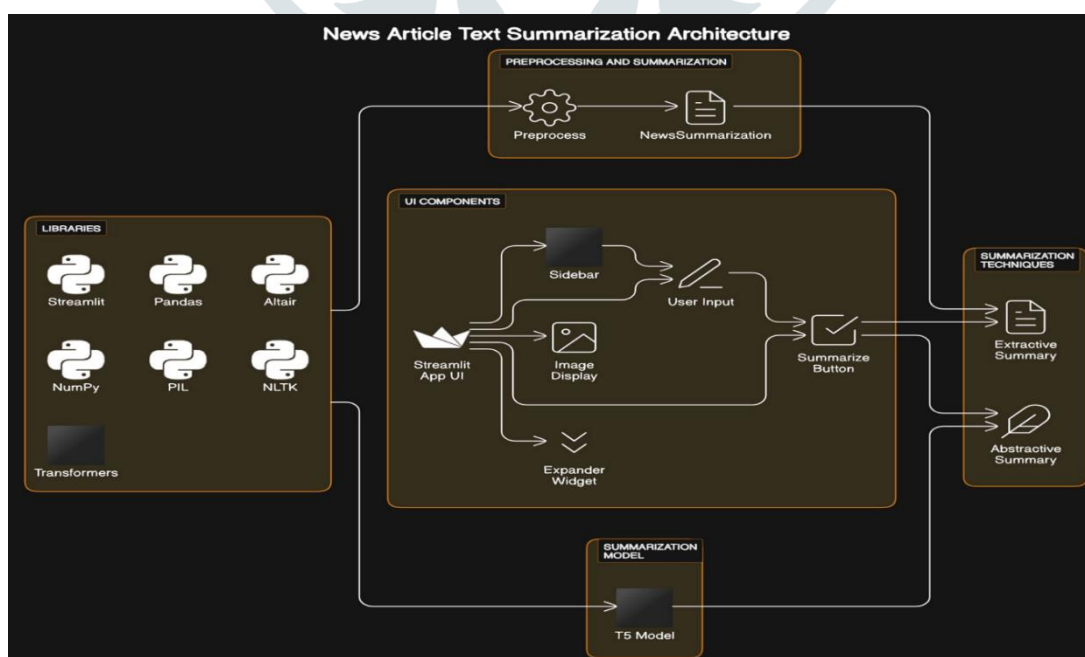 News Article Text Summarization Architecture
PREPROCESSING AND SUMMARIZATION
Preprocess
NewsSummarization
UI COMPONENTS
LIBRARIES
Streamlit
Pandas
Altair
NumPy
PIL
NLTK
Transformers
Sidebar
User Input
Streamlit
App UI
Image
Display
Summarize
Button
Expander
Widget
SUMMARIZATION
TECHNIQUES
Extractive
Summary
Abstractive
Summary
SUMMARIZATION
MODEL
T5 Model